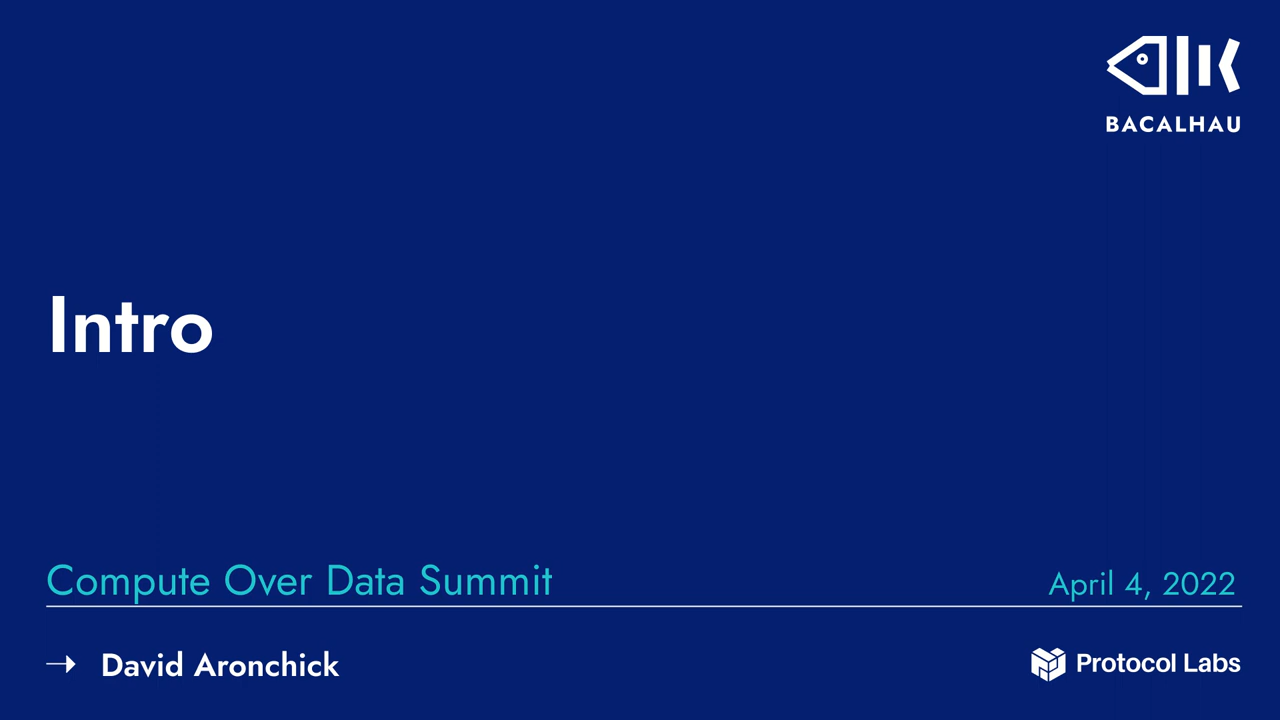 BACALHAU
Intro
Compute Over Data Summit
April 4, 2022
David Aronchick
Protocol Labs